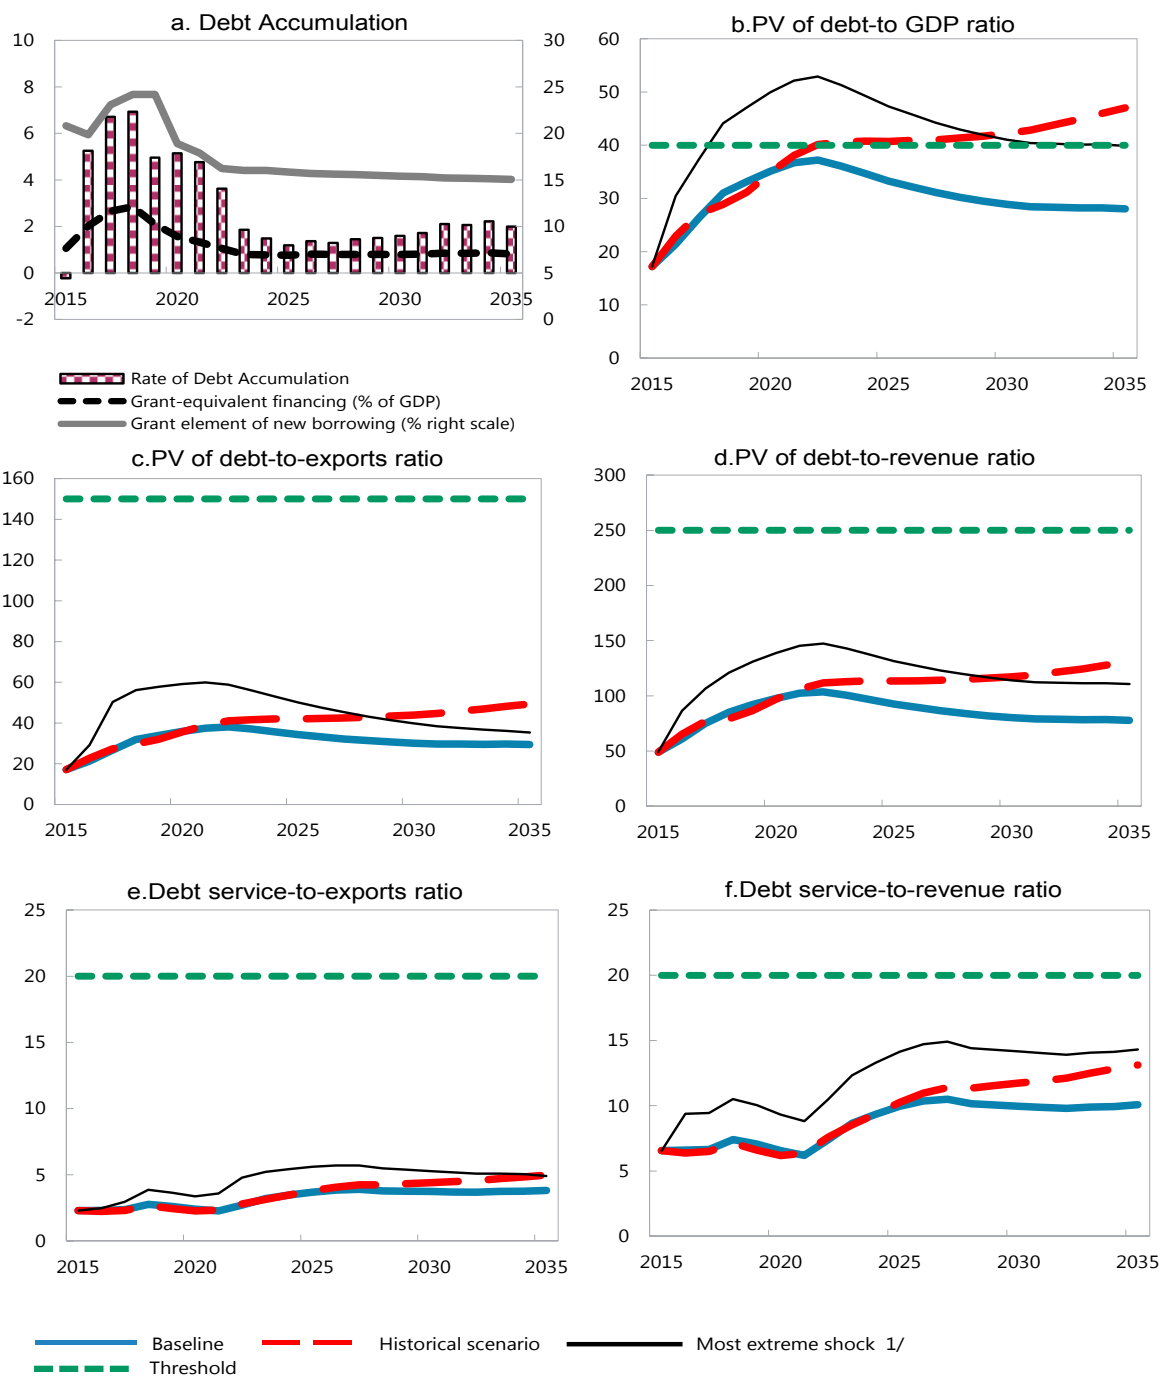 a. Debt Accumulation
10
8
6
4
2
0
-2
30
25
20
15
10
5
0
2015 2020 2025 2030 2035
Rate of Debt Accumulation
Grant-equivalent financing (% of GDP)
Grant element of new borrowing (% right scale)
b.PV of debt-to GDP ratio
60
50
40
30
20
10
0
2015 2020 2025 2030 2035
c.PV of debt-to-exports ratio
160
140
120
100
80
60
40
20
0
2015 2020 2025 2030 2035
d.PV of debt-to-revenue ratio
300
250
200
150
100
50
0
2015 2020 2025 2030 2035
e.Debt service-to-exports ratio
25
20
15
10
5
0
2015 2020 2025 2030 2035
f.Debt service-to-revenue ratio
25
20
15
10
5
0
2015 2020 2025 2030 2035
Baseline Historical scenario Most extreme shock 1/
Threshold